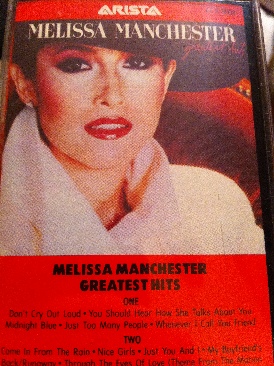 ARISTA
MELISSA MANCHESTER
greatest hits
MELISSA MANCHESTER
GREATEST HITS
ONE
Don't Cry Out Loud • You Should Hear How She Talks About You •
Midnight Blue • Just Too Many People • Whenever I Call You Friend
TWO
Come In From The Rain • Nice Girls • Just You And I • My Boyfriend's
Back/Runaway • Through The Eyes Of Love (Theme From The Motion